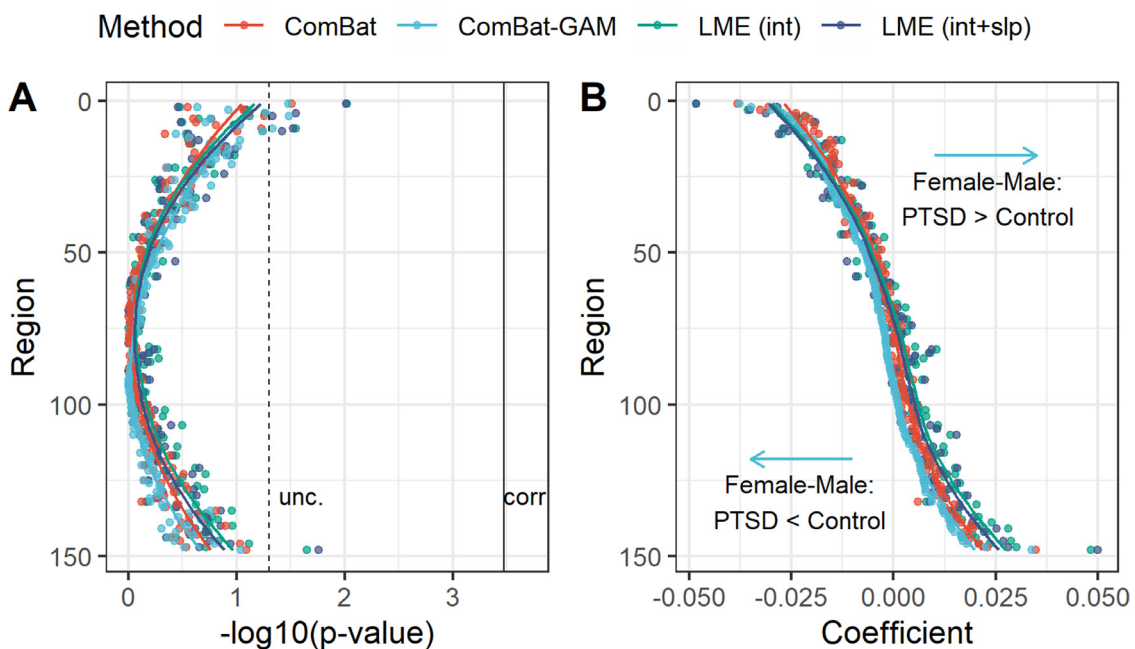 Method ComBat ComBat-GAM LME (int) LME (int+slp)
A
0
50
100
150
Region
unc.
corr
0 1 2 3
-log10(p-value)
B
0
50
100
150
Region
Female-Male:
PTSD > Control
Female-Male:
PTSD < Control
-0.050 -0.025 0.000 0.025 0.050
Coefficient